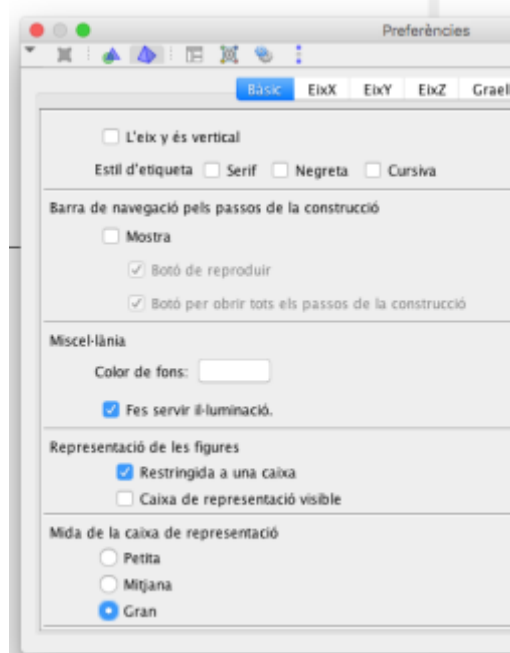 Preferències
Bàsic EixX EixY EixZ Graell
L'eix y és vertical
Estil d'etiqueta Serif Negreta Cursiva
Barra de navegació pels passos de la construcció
Mostra
Botó de reproduir
Botó per obrir tots els passos de la construcció
Miscel·lània
Color de fons:
Fes servir il·luminació.
Representació de les figures
Restringida a una caixa
Caixa de representació visible
Mida de la caixa de representació
Petita
Mitjana
Gran